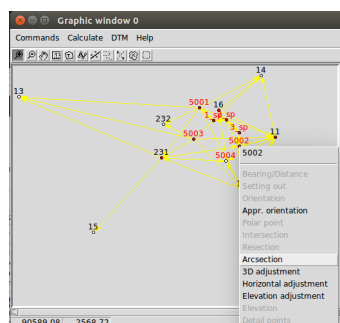 Graphic window 0
Commands Calculate DTM Help
14
13
5001 16
232
1_sp_sp
3_sp
5003
11
5002
231
5004
15
5002
Bearing/Distance
Setting out
Orientation
Appr. orientation
Polar point
Intersection
Resection
Arcsection
3D adjustment
Horizontal adjustment
Elevation adjustment
Elevation
Detail points
90589.08 2568.72